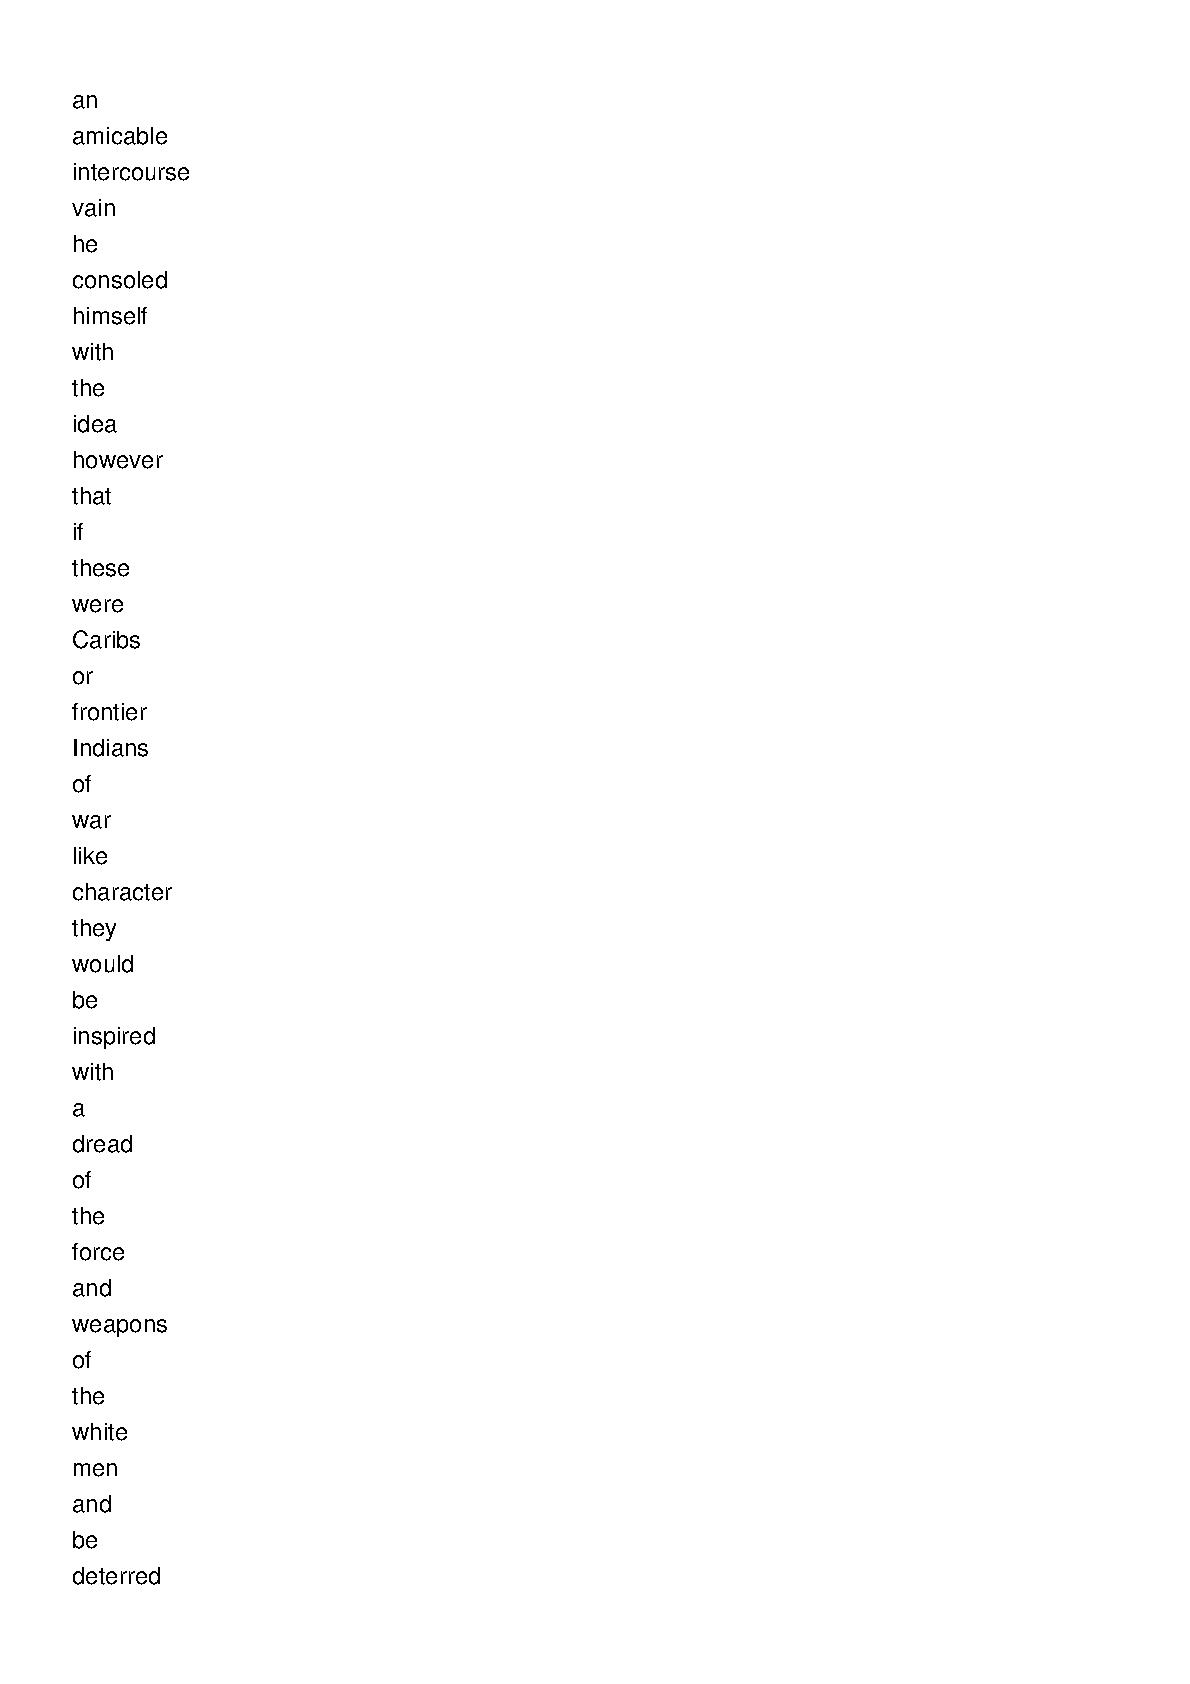 an
amicable
intercourse
vain
he
consoled
himself
with
the
idea
however
that
if
these
were
Caribs
or
frontier
Indians
of
war
like
character
they
would
be
inspired
with
a
dread
of
the
force
and
weapons
of
the
white
men
and
be
deterred